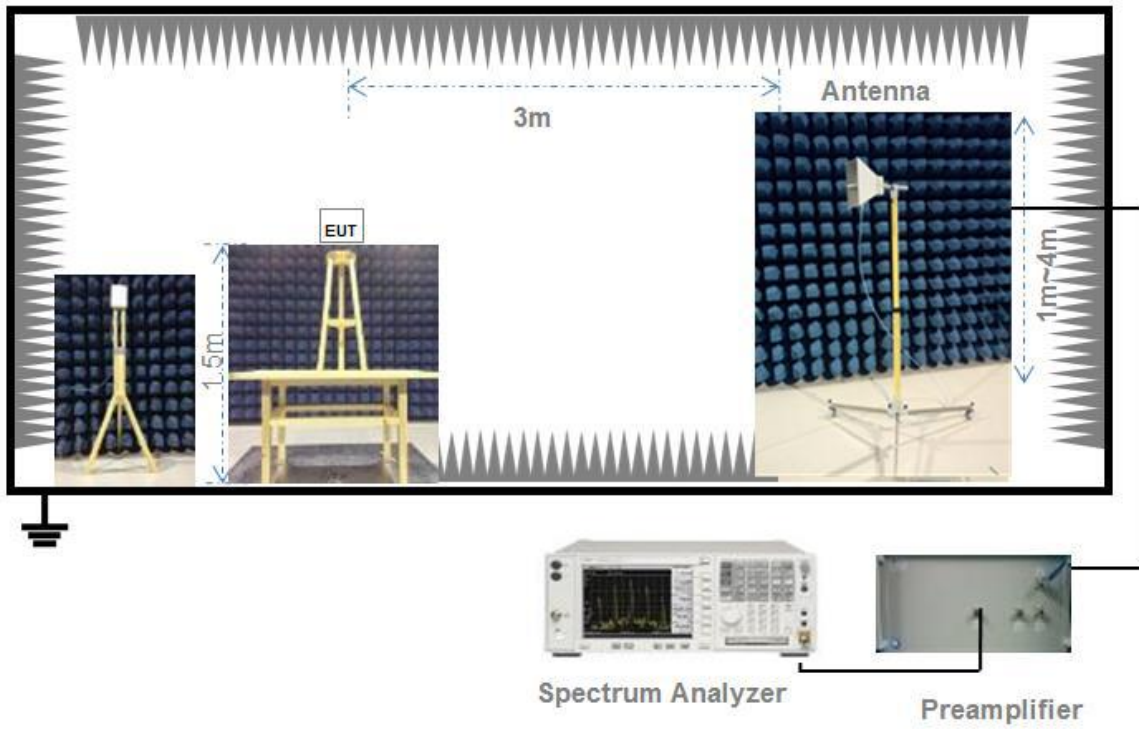 Antenna
3m
EUT
1.5m
1m~4m
Spectrum Analyzer
Preamplifier